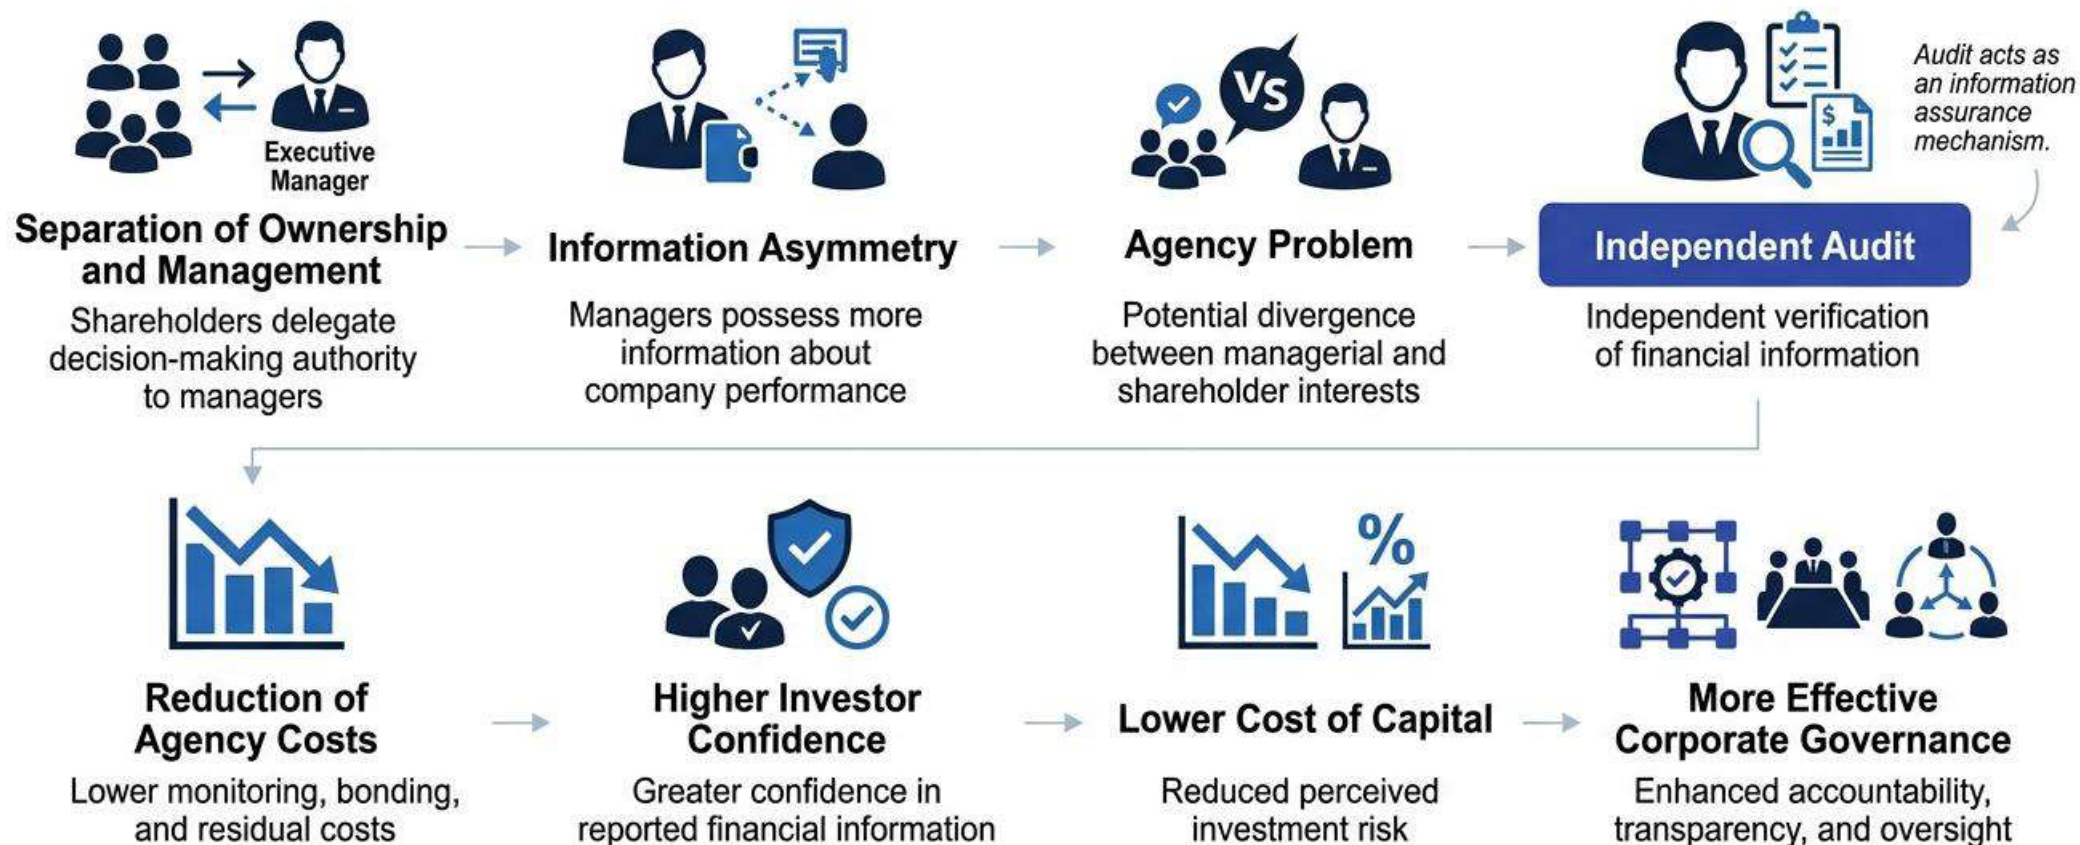 Executive
Manager
Separation of Ownership
and Management
Shareholders delegate
decision-making authority
to managers
Information Asymmetry
Managers possess more
information about
company performance
VS
Agency Problem
Potential divergence
between managerial and
shareholder interests
$
Audit acts as
an information
assurance
mechanism.
Independent Audit
Independent verification
of financial information
Reduction of
Agency Costs
Lower monitoring, bonding,
and residual costs
Higher Investor
Confidence
Greater confidence in
reported financial information
%
Lower Cost of Capital
Reduced perceived
investment risk
More Effective
Corporate Governance
Enhanced accountability,
transparency, and oversight